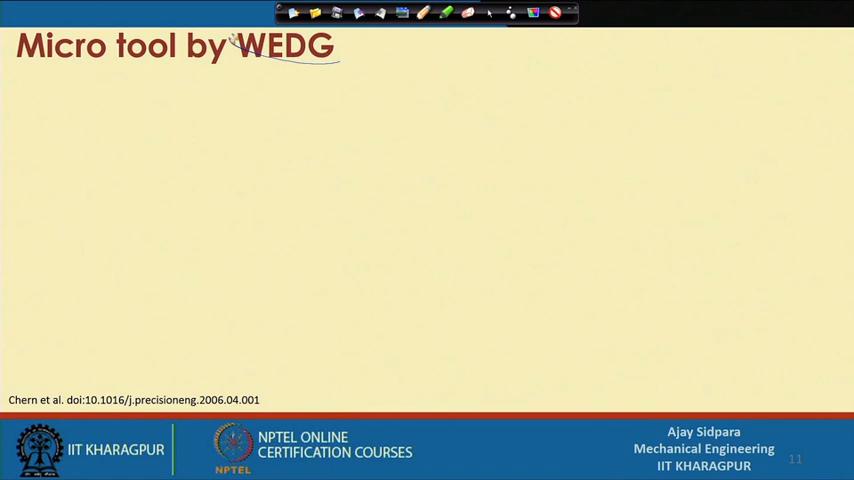 Micro tool by WEDG
Chern et al. doi:10.1016/j.precisioneng.2006.04.001
IIT KHARAGPUR
NPTEL
NPTEL ONLINE
CERTIFICATION COURSES
Ajay Sidpara
Mechanical Engineering
IIT KHARAGPUR
11